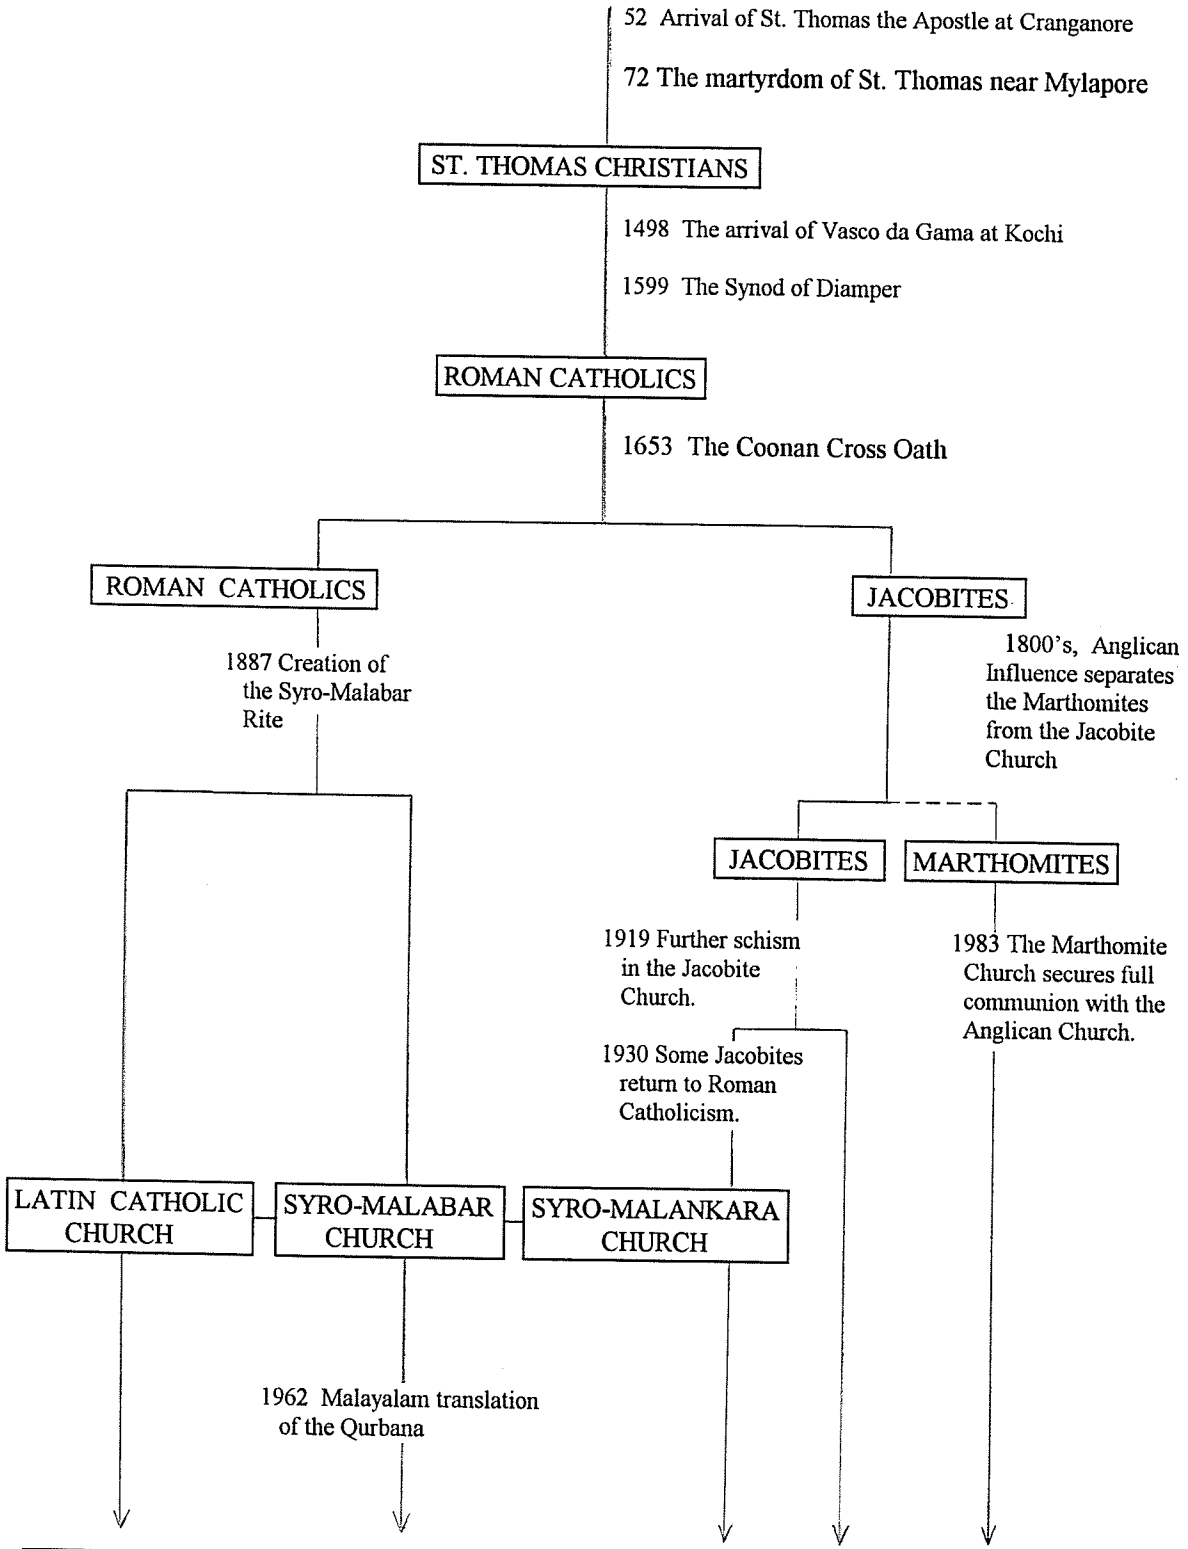 52 Arrival of St. Thomas the Apostle at Cranganore
72 The martyrdom of St. Thomas near Mylapore
ST. THOMAS CHRISTIANS
1498 The arrival of Vasco da Gama at Kochi
1599 The Synod of Diamper
ROMAN CATHOLICS
1653 The Coonan Cross Oath
ROMAN CATHOLICS
JACOBITES
1887 Creation of
the Syro-Malabar
Rite
1800's, Anglican
Influence separates
the Marthomites
from the Jacobite
Church
JACOBITES
MARTHOMITES
1919 Further schism
in the Jacobite
Church.
1983 The Marthomite
Church secures full
communion with the
Anglican Church.
1930 Some Jacobites
return to Roman
Catholicism.
LATIN CATHOLIC
CHURCH
SYRO-MALABAR
CHURCH
SYRO-MALANKARA
CHURCH
1962 Malayalam translation
of the Qurbana